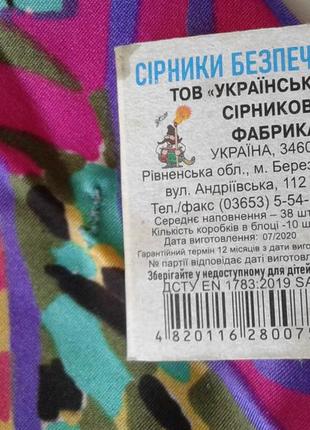 СІРНИКИ БЕЗПЕЧ
ТОВ «УКРАЇНСЬК
СІРНИКОВ
ФАБРИКА
УКРАЇНА, 3460
Рівненська обл., м. Берез
вул. Андріївська, 112
Тел./факс (03653) 5-54-
Середнє наповнення – 38 шт
Кількість коробків в блоці -10 ш
Дата виготовлення: 07/2020
Гарантійний термін 12 місяців з дати вигот
№ партії відповідає даті виготовлен
Зберігайте у недоступному для дітей
ДСТУ EN 1783:2019 SA
4 820116 28007